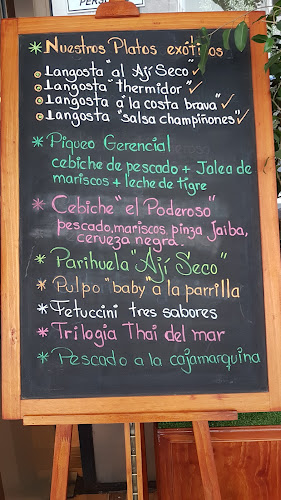 * Nuestros Platos exóticos
Langosta "al Ají Seco" ✓
Langosta "thermidor" ✓
Langosta a "la costa brava" ✓
Langosta "salsa champiñones" ✓
* Piqueo Gerencial
cebiche de pescado + Jalea de
mariscos + leche de tigre
* Cebiche "el Poderoso"
pescado, mariscos pinza Jaiba,
cerveza negra.
* Parihuela "Ají Seco"
* Pulpo "baby" a la parrilla
* Fetuccini tres sabores
* Trilogia Thai del mar
* Pescado a la cajamarquina